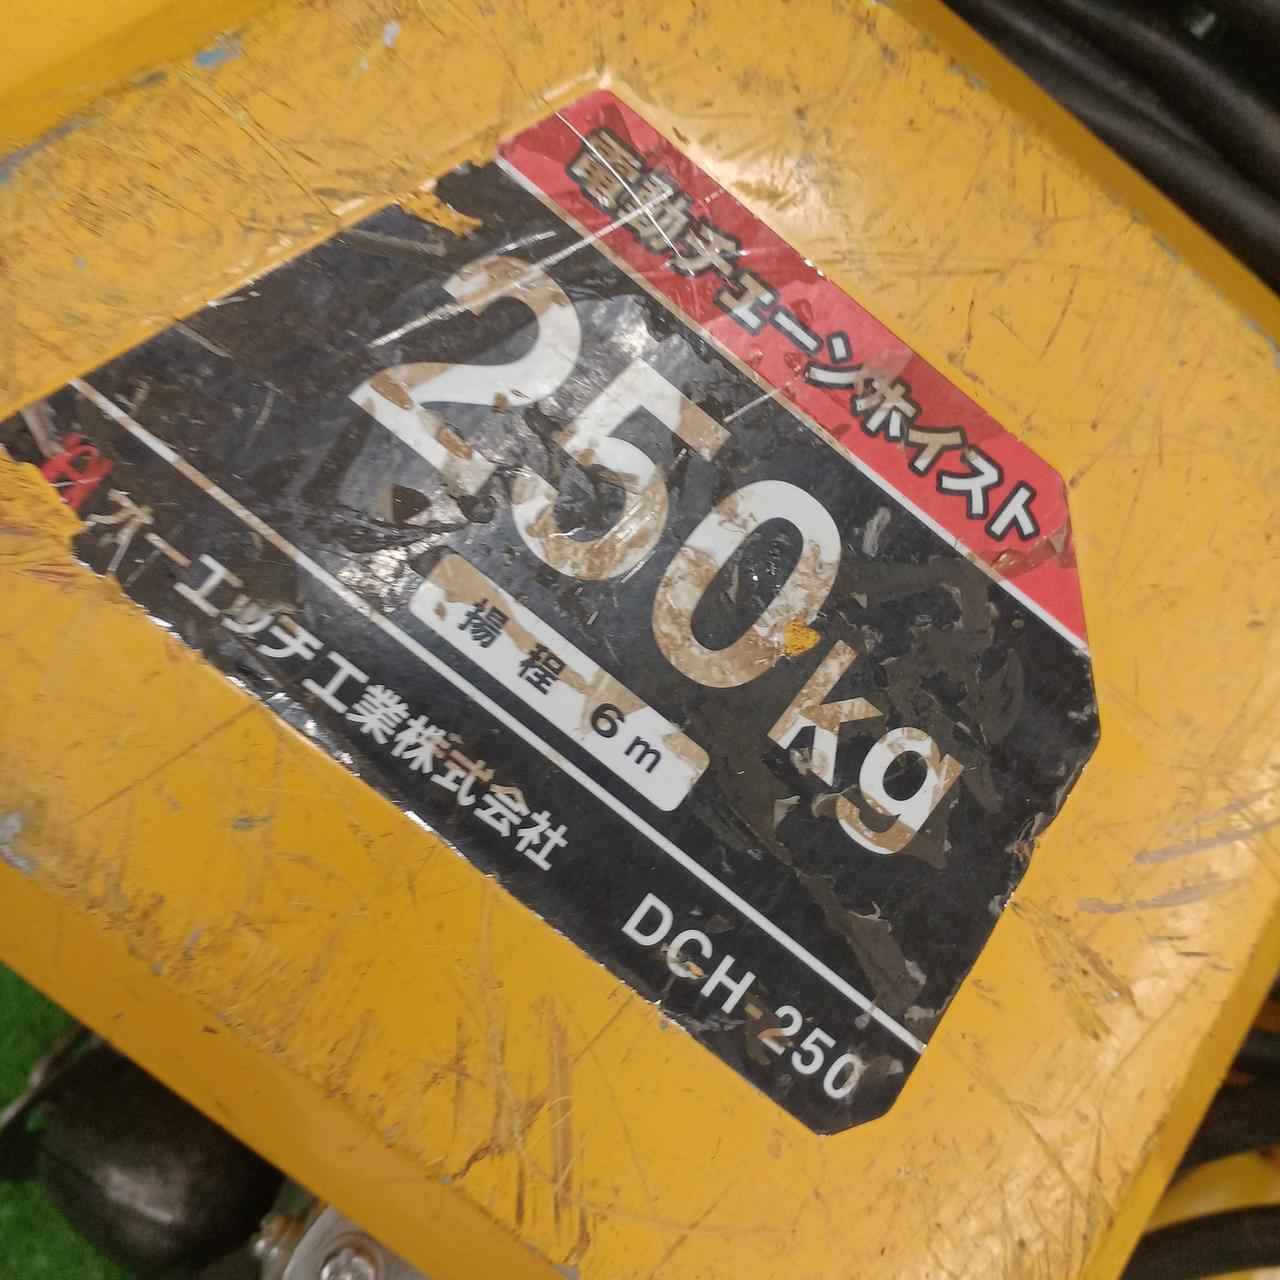 電動チェーンホイスト
250kg
揚程 6m
オーエッチ工業株式会社 DCH-250